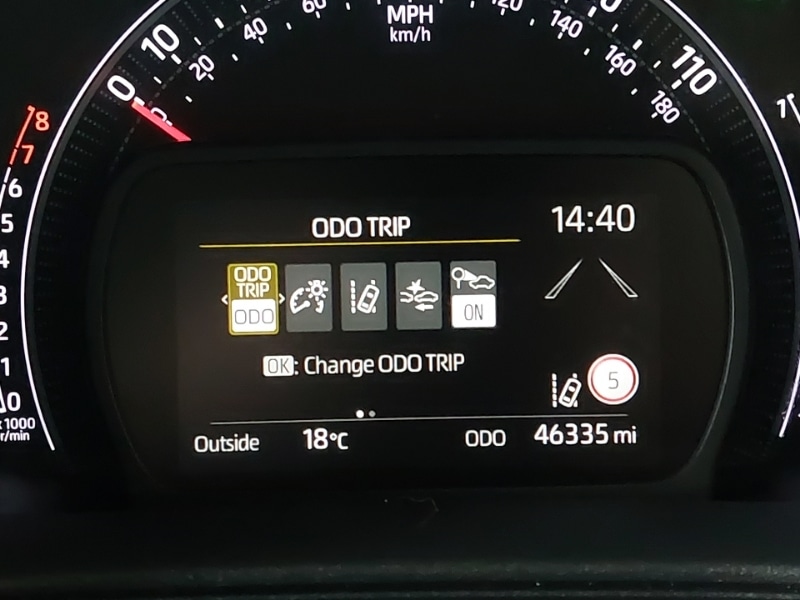 MPH
km/h
0 10 110
20 40 60 120 140 160 180
8
7
6
5
4
3
2
1
0
x1000
r/min
ODO TRIP
14:40
ODO
TRIP
ODO
ON
OK: Change ODO TRIP
5
Outside 18°C ODO 46335 mi